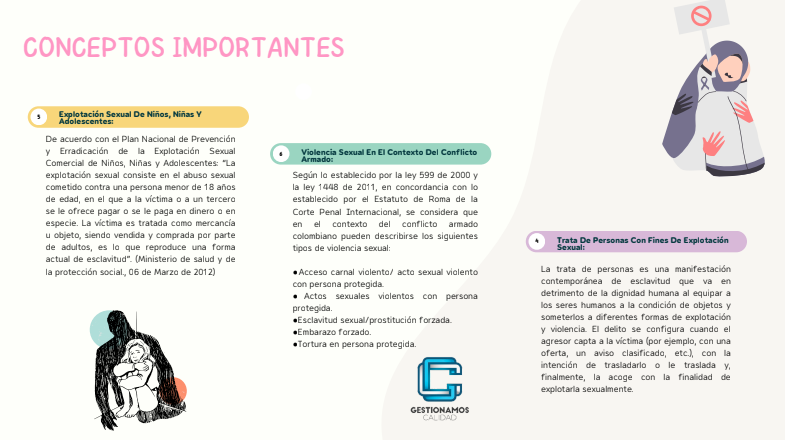 CONCEPTOS IMPORTANTES
5
Explotación Sexual De Niños, Niñas Y
Adolescentes:
De acuerdo con el Plan Nacional de Prevención
y Erradicación de la Explotación Sexual
Comercial de Niños, Niñas y Adolescentes: "La
explotación sexual consiste en el abuso sexual
cometido contra una persona menor de 18 años
de edad, en el que a la víctima o a un tercero
se le ofrece pagar o se le paga en dinero o en
especie. La víctima es tratada como mercancía
u objeto, siendo vendida y comprada por parte
de adultos, es lo que reproduce una forma
actual de esclavitud". (Ministerio de salud y de
la protección social., 06 de Marzo de 2012)
6
Violencia Sexual En El Contexto Del Conflicto
Armado:
Según lo establecido por la ley 599 de 2000 y
la ley 1448 de 2011, en concordancia con lo
establecido por el Estatuto de Roma de la
Corte Penal Internacional, se considera que
en el contexto del conflicto armado
colombiano pueden describirse los siguientes
tipos de violencia sexual:
●Acceso carnal violento/ acto sexual violento
con persona protegida.
● Actos sexuales violentos con persona
protegida.
●Esclavitud sexual/prostitución forzada.
●Embarazo forzado.
●Tortura en persona protegida.
4
Trata De Personas Con Fines De Explotación
Sexual:
La trata de personas es una manifestación
contemporánea de esclavitud que va en
detrimento de la dignidad humana al equipar a
los seres humanos a la condición de objetos y
someterlos a diferentes formas de explotación
y violencia. El delito se configura cuando el
agresor capta a la víctima (por ejemplo, con una
oferta, un aviso clasificado, etc.), con la
intención de trasladarlo o le traslada y,
finalmente, la acoge con la finalidad de
explotarla sexualmente.
GESTIONAMOS
CALIDAD